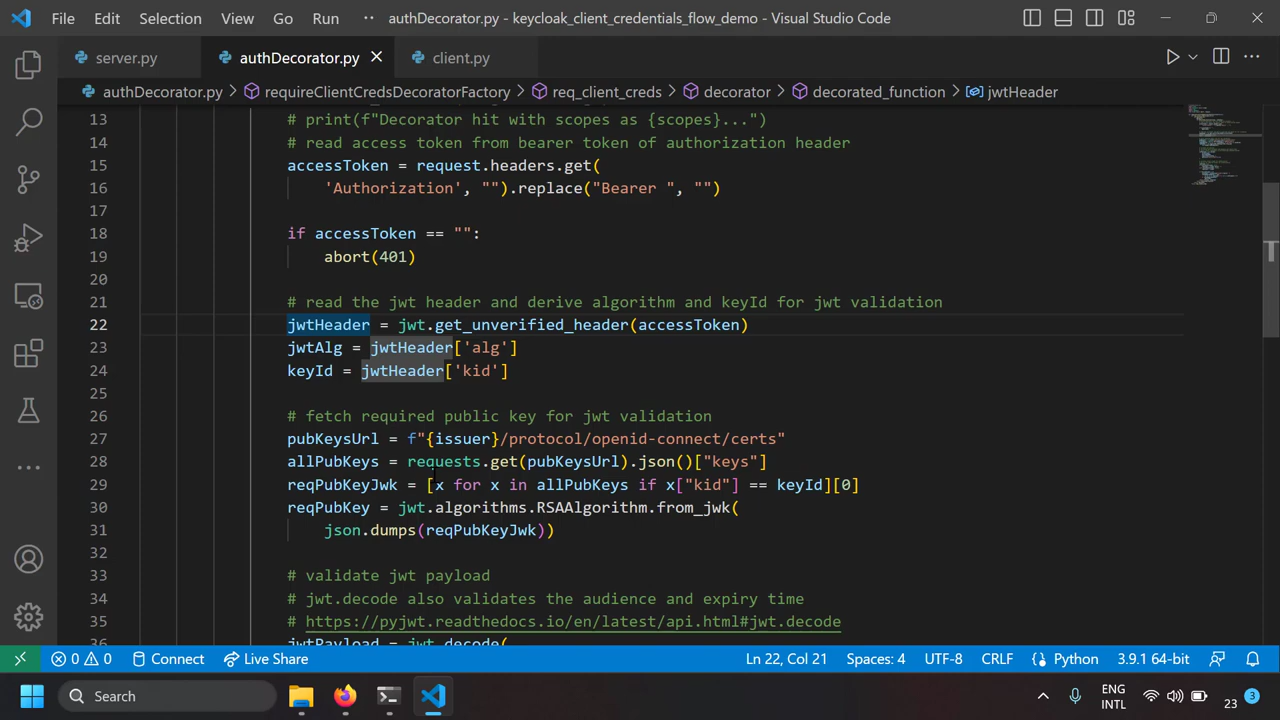 File Edit Selection View Go Run ·· authDecorator.py - keycloak_client_credentials_flow_demo - Visual Studio Code
server.py authDecorator.py client.py
authDecorator.py > requireClientCredsDecoratorFactory > req_client_creds > decorator > decorated_function > jwtHeader
13 # print(f"Decorator hit with scopes as {scopes}...")
14 # read access token from bearer token of authorization header
15 accessToken = request.headers.get(
16 'Authorization', "").replace("Bearer ", "")
17
18 if accessToken == "":
19 abort(401)
20
21 # read the jwt header and derive algorithm and keyId for jwt validation
22 jwtHeader = jwt.get_unverified_header(accessToken)
23 jwtAlg = jwtHeader['alg']
24 keyId = jwtHeader['kid']
25
26 # fetch required public key for jwt validation
27 pubKeysUrl = f"{issuer}/protocol/openid-connect/certs"
28 allPubKeys = requests.get(pubKeysUrl).json()["keys"]
29 reqPubKeyJwk = [x for x in allPubKeys if x["kid"] == keyId][0]
30 reqPubKey = jwt.algorithms.RSAAlgorithm.from_jwk(
31 json.dumps(reqPubKeyJwk))
32
33 # validate jwt payload
34 # jwt.decode also validates the audience and expiry time
35 # https://pyjwt.readthedocs.io/en/latest/api.html#jwt.decode
36 jwtPayload = jwt.decode(
0 0 Connect Live Share Ln 22, Col 21 Spaces: 4 UTF-8 CRLF Python 3.9.1 64-bit
Search ENG INTL 23 3